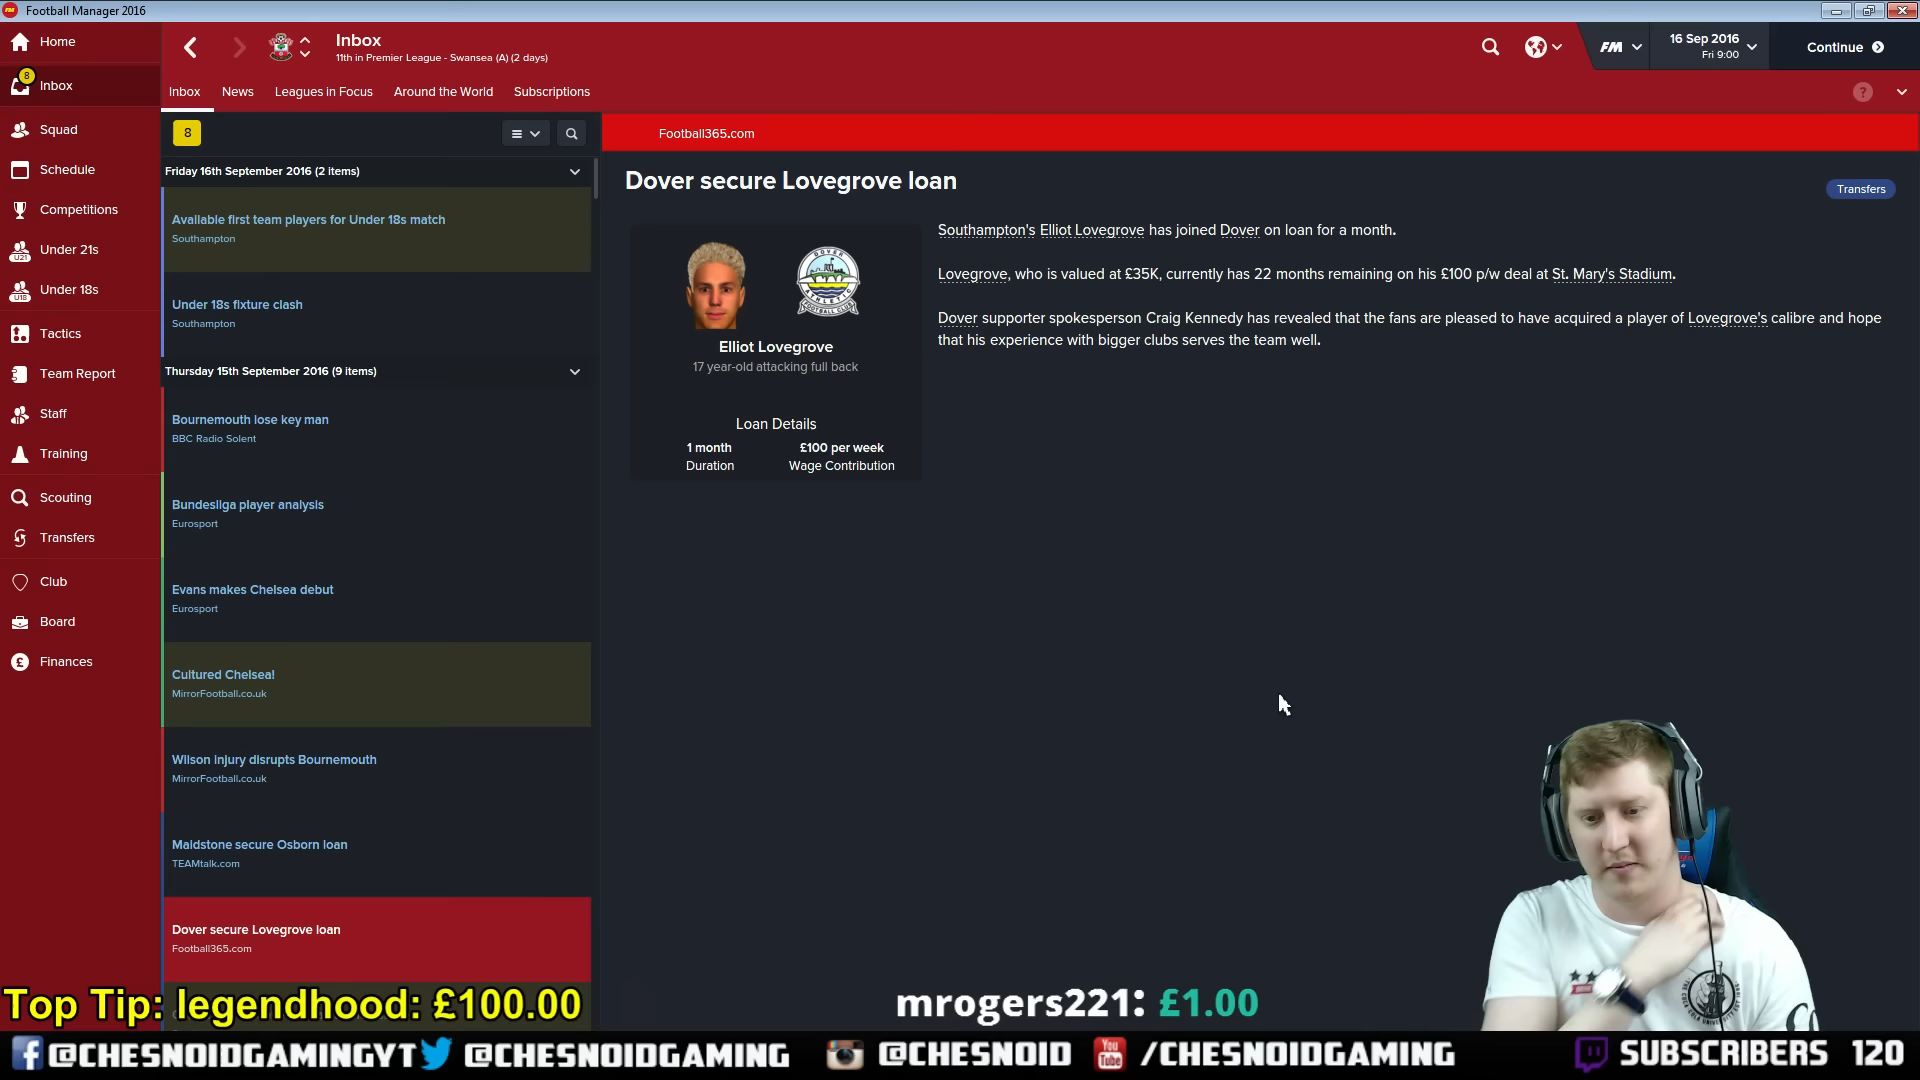 Football Manager 2016
Home
8
Inbox
Squad
Schedule
Competitions
U21
Under 21s
U18
Under 18s
Tactics
Team Report
Staff
Training
Scouting
Transfers
Club
Board
Finances
Inbox
11th in Premier League - Swansea (A) (2 days)
FM
16 Sep 2016
Fri 9:00
Continue
Inbox
News
Leagues in Focus
Around the World
Subscriptions
?
8
Friday 16th September 2016 (2 items)
Available first team players for Under 18s match
Southampton
Under 18s fixture clash
Southampton
Thursday 15th September 2016 (9 items)
Bournemouth lose key man
BBC Radio Solent
Bundesliga player analysis
Eurosport
Evans makes Chelsea debut
Eurosport
Cultured Chelsea!
MirrorFootball.co.uk
Wilson injury disrupts Bournemouth
MirrorFootball.co.uk
Maidstone secure Osborn loan
TEAMtalk.com
Dover secure Lovegrove loan
Football365.com
Football365.com
Dover secure Lovegrove loan
Transfers
DOVER
ATHLETIC
FOOTBALL CLUB
Elliot Lovegrove
17 year-old attacking full back
Loan Details
1 month
Duration
£100 per week
Wage Contribution
Southampton's Elliot Lovegrove has joined Dover on loan for a month.
Lovegrove, who is valued at £35K, currently has 22 months remaining on his £100 p/w deal at St. Mary's Stadium.
Dover supporter spokesperson Craig Kennedy has revealed that the fans are pleased to have acquired a player of Lovegrove's calibre and hope
that his experience with bigger clubs serves the team well.
Top Tip: legendhood: £100.00
mrogers221: £1.00
@CHESNOIDGAMINGYT
@CHESNOIDGAMING
@CHESNOID
You Tube
/CHESNOIDGAMING
SUBSCRIBERS 120